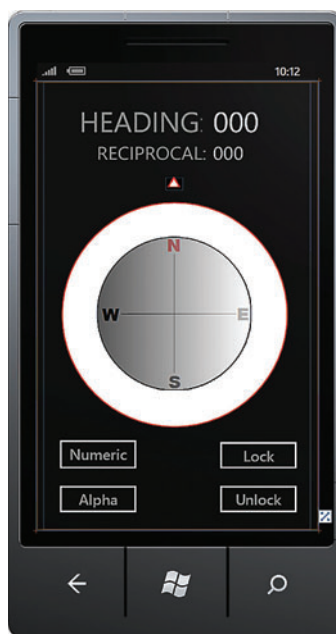 10:12
HEADING: 000
RECIPROCAL: 000
N
W E
S
Numeric Lock
Alpha Unlock